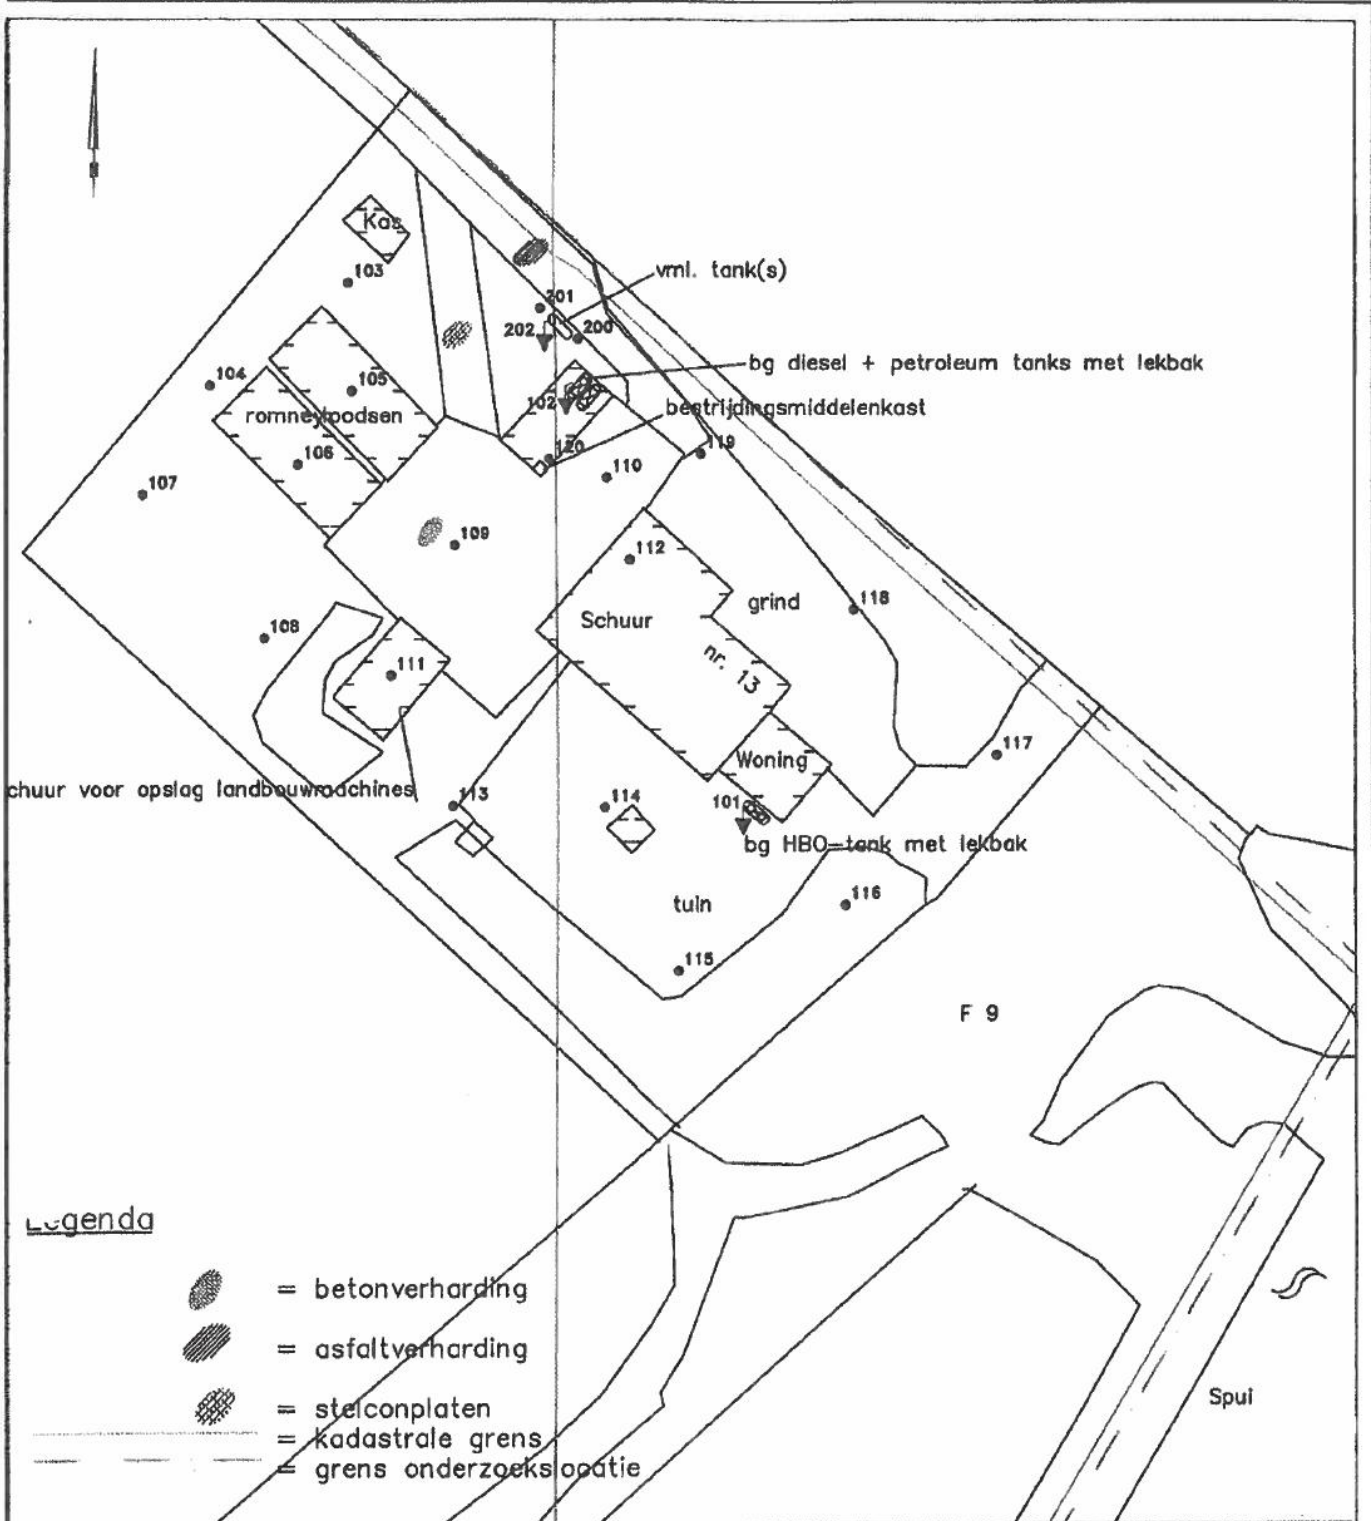 Kas
103
vml. tank(s)
201
202
200
bg diesel + petroleum tanks met lekbak
104
105
102
bestrijdingsmiddelenkast
romneyloodsen
119
120
106
110
107
109
112
grind
118
Schuur
108
nr. 13
111
117
Woning
chuur voor opslag landbouwmachines
113
114
101
bg HBO-tank met lekbak
116
tuin
115
F 9
Legenda
= betonverharding
= asfaltverharding
Spui
= stelconplaten
= kadastrale grens
= grens onderzoekslocatie